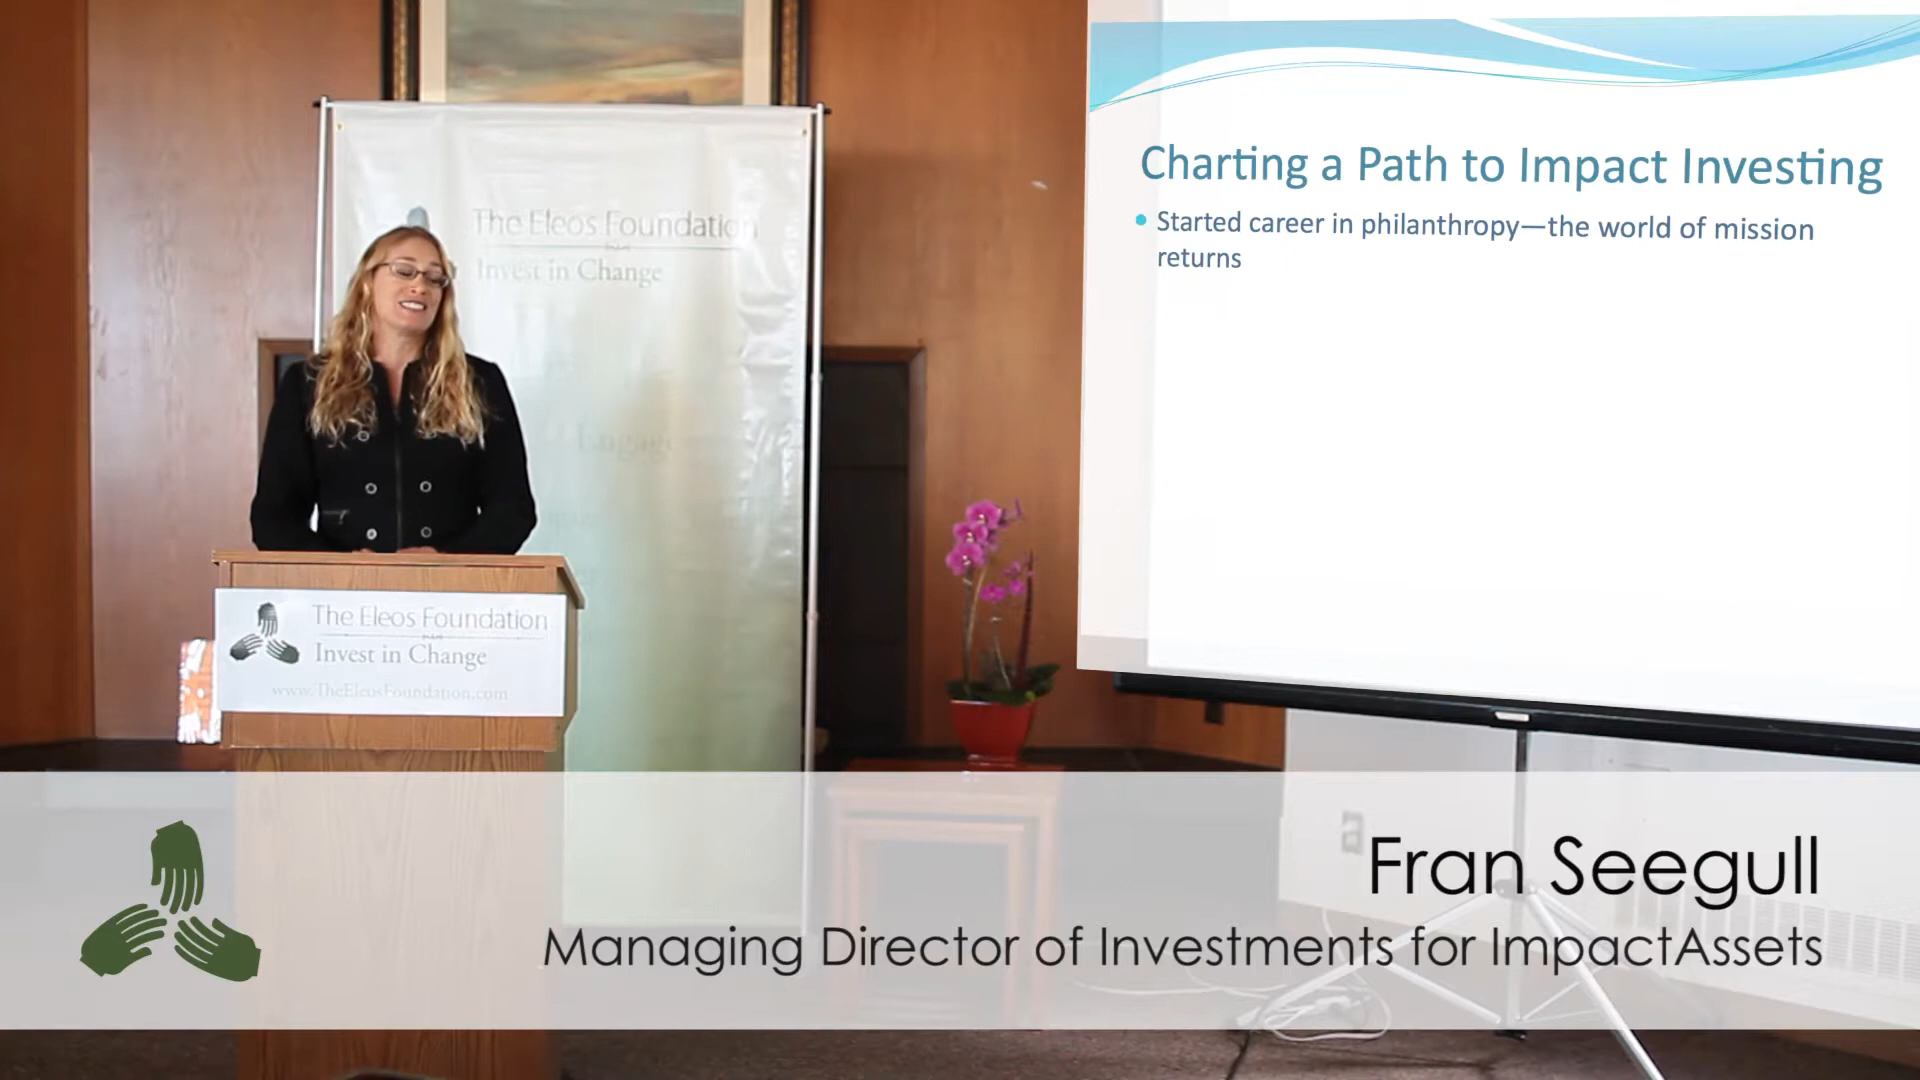 The Eleos Foundation
Invest in Change
Engage
Charting a Path to Impact Investing
Started career in philanthropy—the world of mission
returns
The Eleos Foundation
Invest in Change
www.TheEleosFoundation.com
Fran Seegull
Managing Director of Investments for ImpactAssets